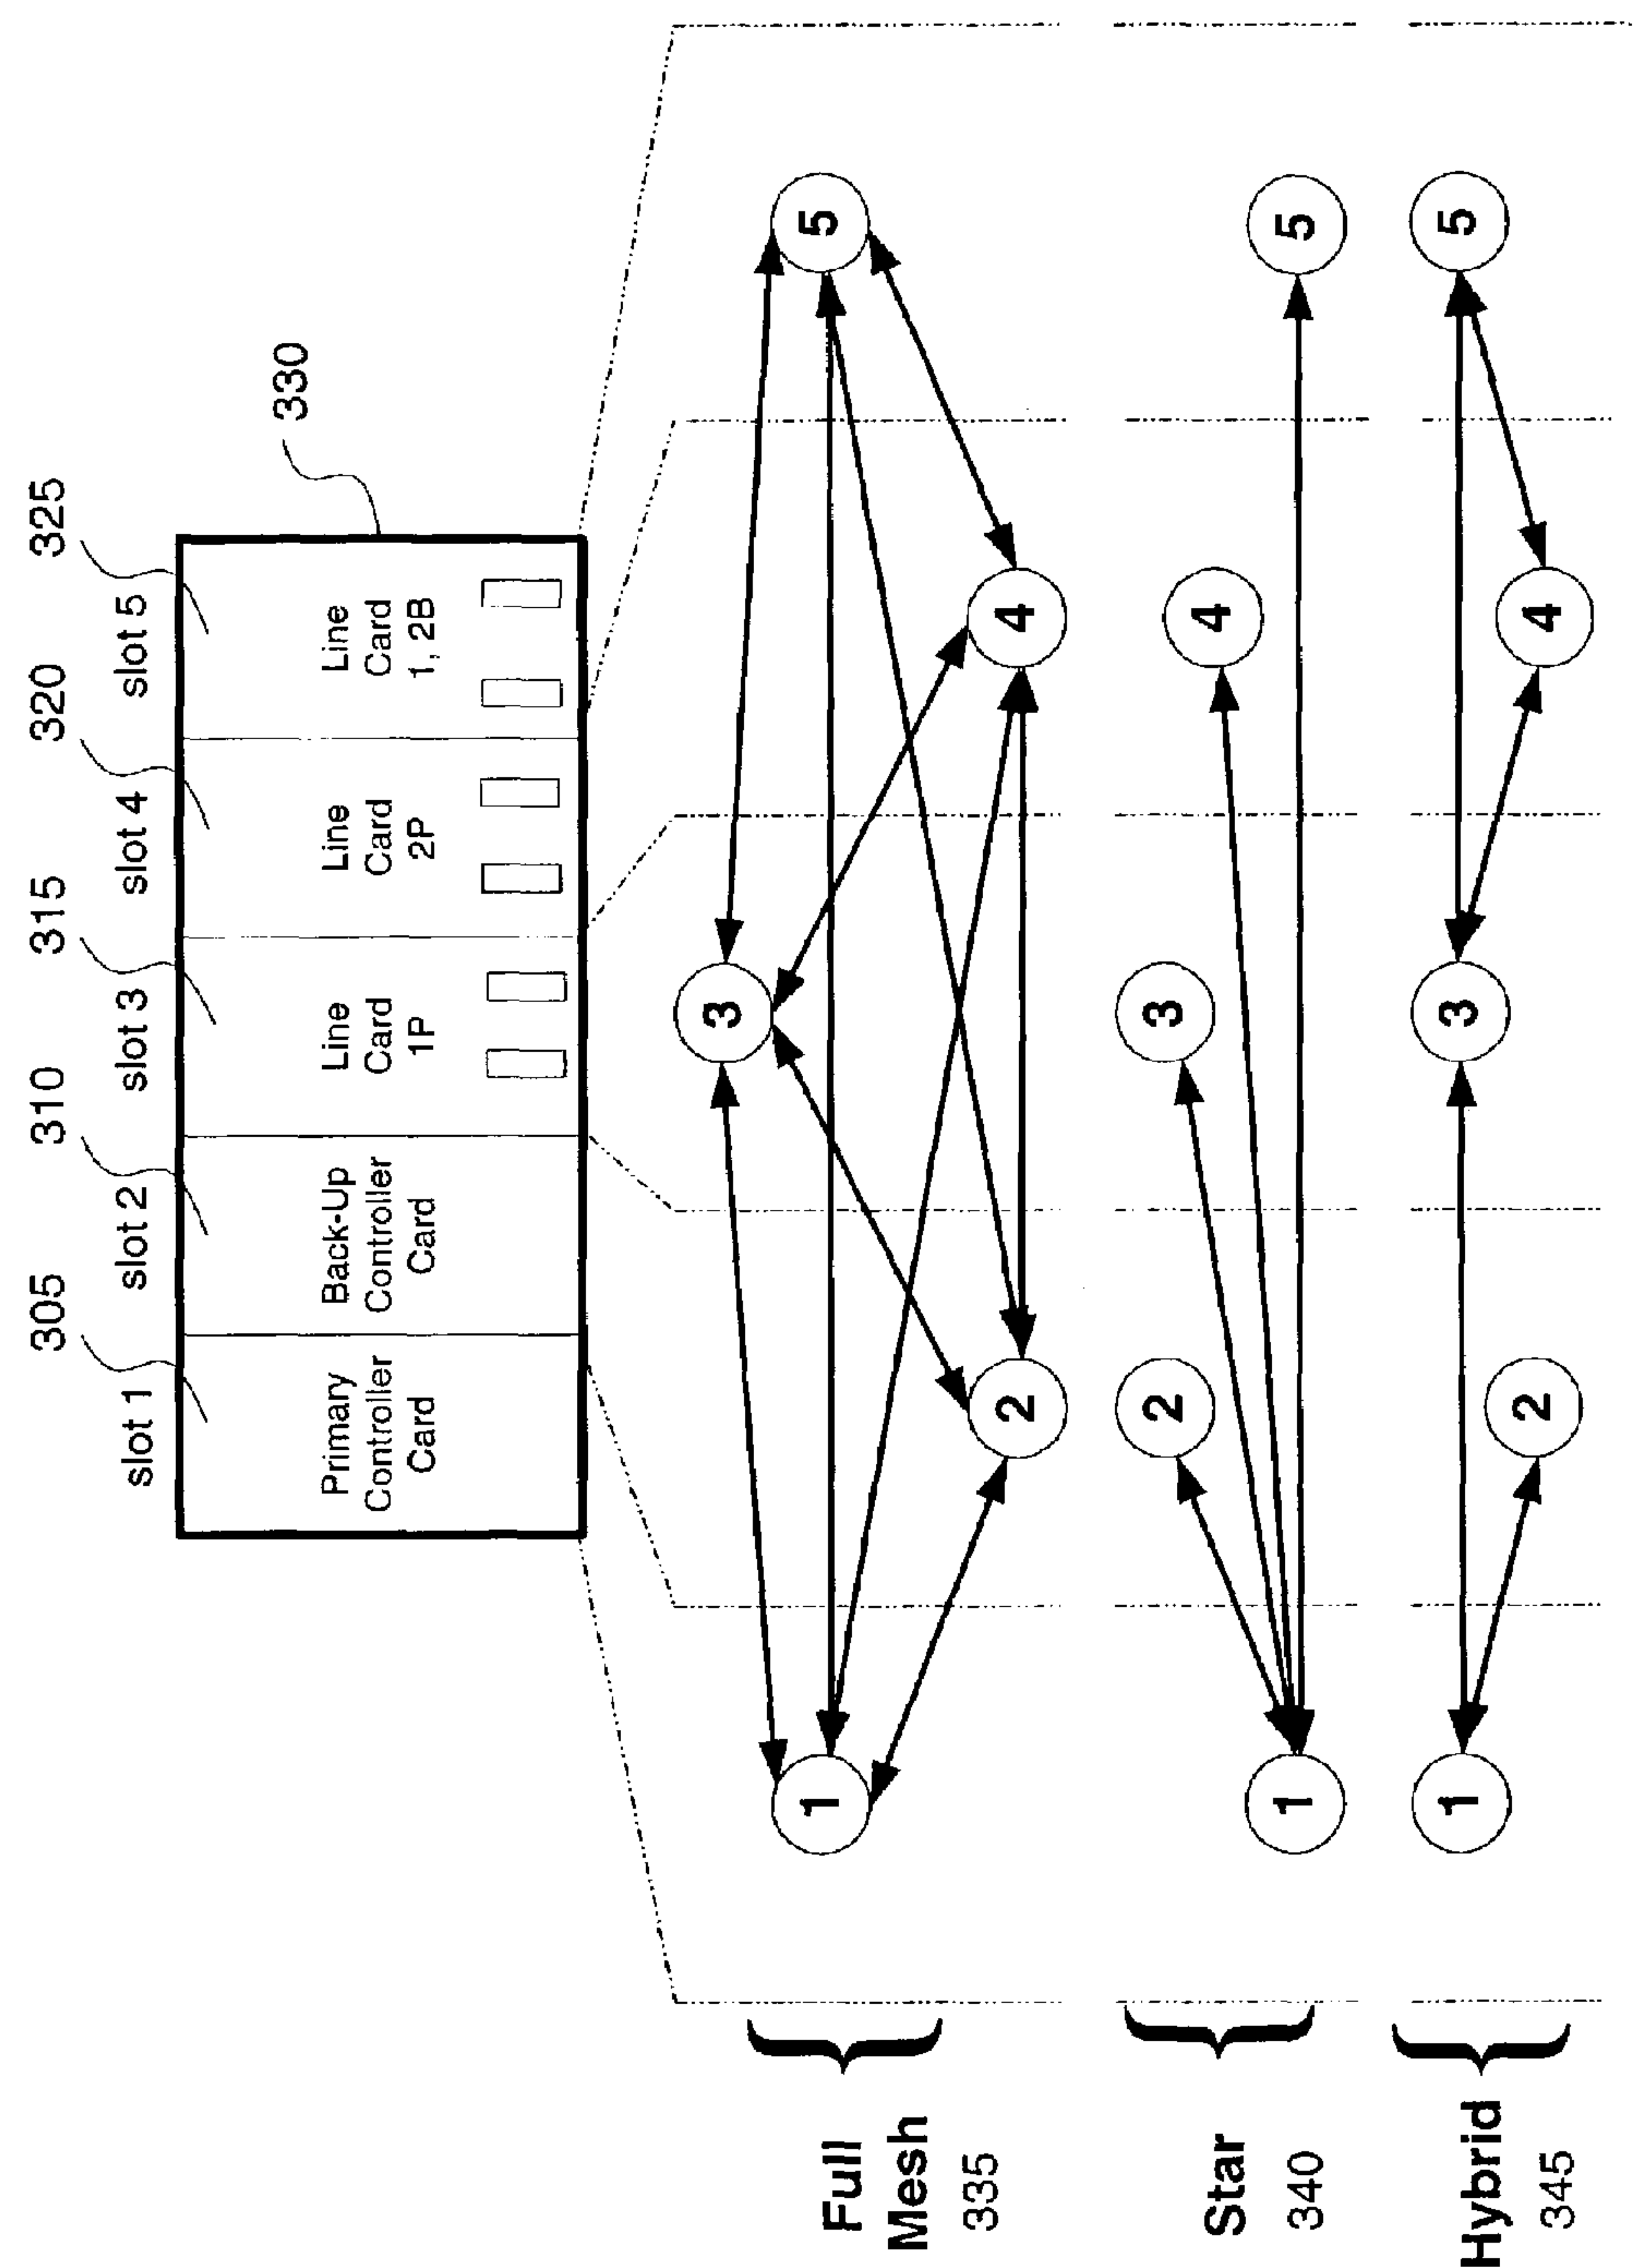 305
310
315
320
325
slot 1
slot 2
slot 3
slot 4
slot 5
330
Primary
Controller
Card
Back-Up
Controller
Card
Line
Card
1P
Line
Card
2P
Line
Card
1, 2B
Full
Mesh
335
1
2
3
4
5
Star
340
1
2
3
4
5
Hybrid
345
1
2
3
4
5